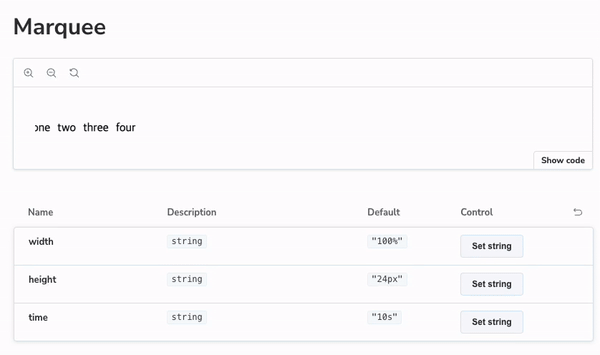 Marquee
one two three four
Show code
Name Description Default Control
width string "100%" Set string
height string "24px" Set string
time string "10s" Set string